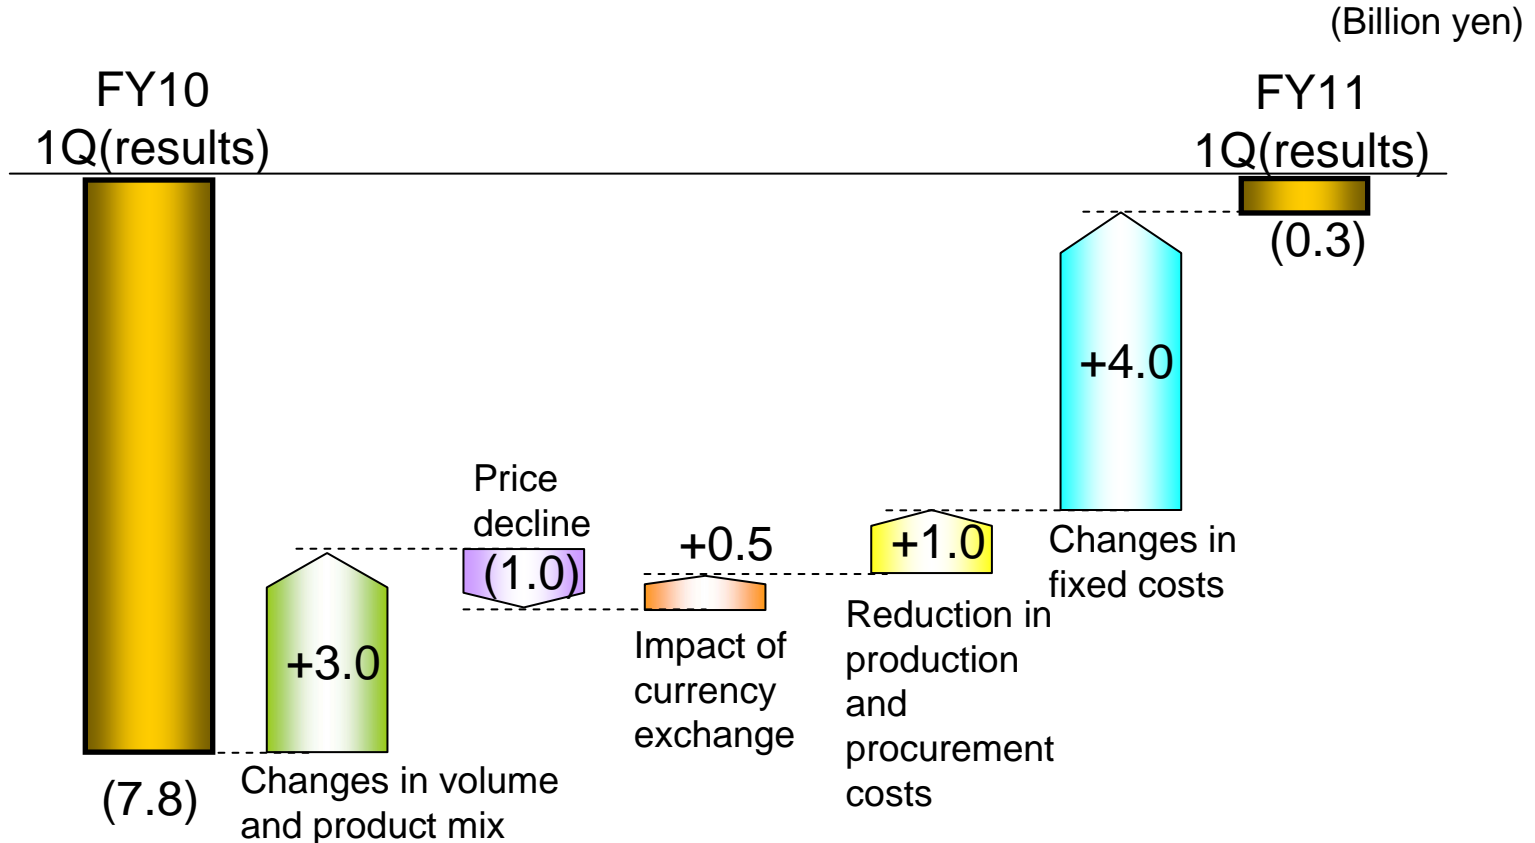 (Billion yen)
FY10
1Q(results)
FY11
1Q(results)
(0.3)
+4.0
Price
decline
(1.0)
+0.5
+1.0
Changes in
fixed costs
+3.0
Impact of
currency
exchange
Reduction in
production
and
procurement
costs
(7.8)
Changes in volume
and product mix